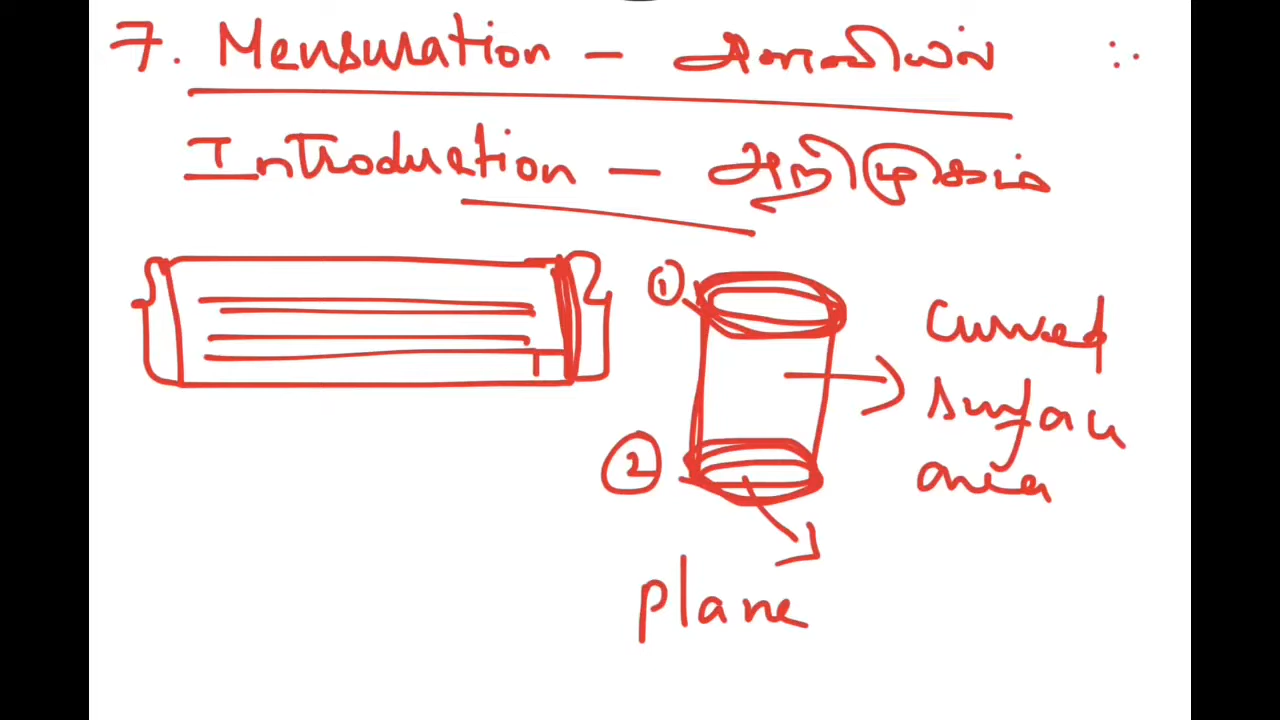 7. Mensuration – அளவியல்
Introduction – அறிமுகம்
①
curved
surface
area
②
plane